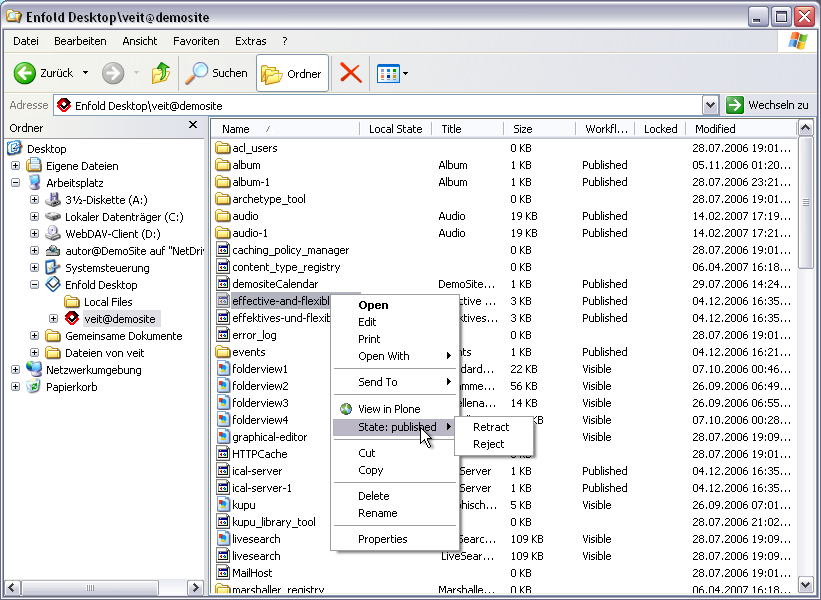 Enfold Desktop\veit@demosite
Datei Bearbeiten Ansicht Favoriten Extras ?
Zurück Suchen Ordner
Adresse Enfold Desktop\veit@demosite Wechseln zu
Ordner
Desktop
Eigene Dateien
Arbeitsplatz
3½-Diskette (A:)
Lokaler Datenträger (C:)
WebDAV-Client (D:)
autor@DemoSite auf "NetDriv
Systemsteuerung
Enfold Desktop
Local Files
veit@demosite
Gemeinsame Dokumente
Dateien von veit
Netzwerkumgebung
Papierkorb
Name Local State Title Size Workfl... Locked Modified
acl_users 0 KB 28.07.2006 19:01...
album Album 1 KB Published 05.11.2006 01:20...
album-1 Album 1 KB Published 28.07.2006 23:21...
archetype_tool 0 KB 28.07.2006 19:01...
audio Audio 19 KB Published 14.02.2007 17:19...
audio-1 Audio 19 KB Published 14.02.2007 17:21...
caching_policy_manager 0 KB 28.07.2006 19:01...
content_type_registry 0 KB 06.04.2007 16:18...
demositeCalendar DemoSite... 1 KB Published 29.07.2006 14:24...
effective-and-flexibl ctive ... 3 KB Published 04.12.2006 16:35...
effektives-und-flexib ktives... 3 KB Published 04.12.2006 16:35...
error_log 0 KB 28.07.2006 19:01...
events ts 1 KB Published 04.12.2006 16:21...
folderview1 dard... 22 KB Visible 07.10.2006 00:46...
folderview2 mme... 56 KB Visible 26.09.2006 06:49...
folderview3 ellena... 14 KB Visible 26.09.2006 06:55...
folderview4 KB Visible 07.10.2006 00:28...
graphical-editor Visible 26.09.2006 06:37...
HTTPCache 0 KB 28.07.2006 19:01...
ical-server Server 1 KB Published 04.12.2006 16:35...
ical-server-1 Server 1 KB Published 04.12.2006 16:35...
kupu phisch... 5 KB Visible 26.09.2006 07:01...
kupu_library_tool 0 KB 28.07.2006 21:02...
livesearch veSearc... 109 KB Visible 28.07.2006 19:01...
livesearch LiveSear... 109 KB Visible 28.07.2006 19:01...
MailHost 0 KB 28.07.2006 19:01...
marshaller_registry Marshalle... 0 KB 06.04.2007 16:18...
Open
Edit
Print
Open With
Send To
View in Plone
State: published
Cut
Copy
Delete
Rename
Properties
Retract
Reject